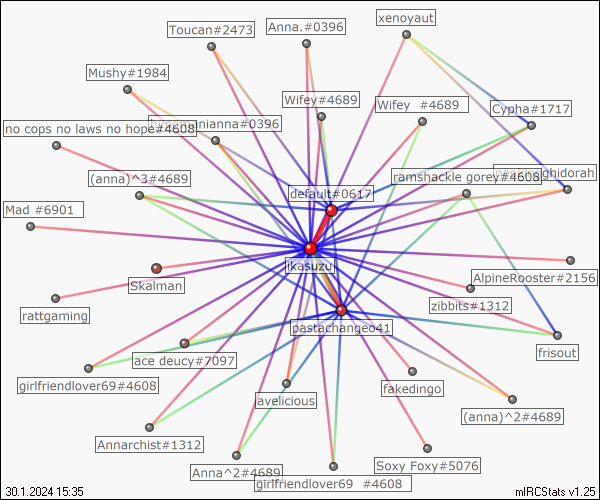 xenoyaut
Toucan#2473
Anna.#0396
Mushy#1984
Wifey#4689
Wifey  #4689
Cypha#1717
no cops no laws no hope#4608
nianna#0396
(anna)^3#4689
default#0617
ramshackle gorey#4608
ghidorah
Mad #6901
ikasuzu
AlpineRooster#2156
Skalman
zibbits#1312
rattgaming
pastachangeo41
frisout
ace deucy#7097
girlfriendlover69#4608
fakedingo
avelicious
(anna)^2#4689
Annarchist#1312
Anna^2#4689
Soxy Foxy#5076
girlfriendlover69  #4608
30.1.2024 15:35
mIRCStats v1.25